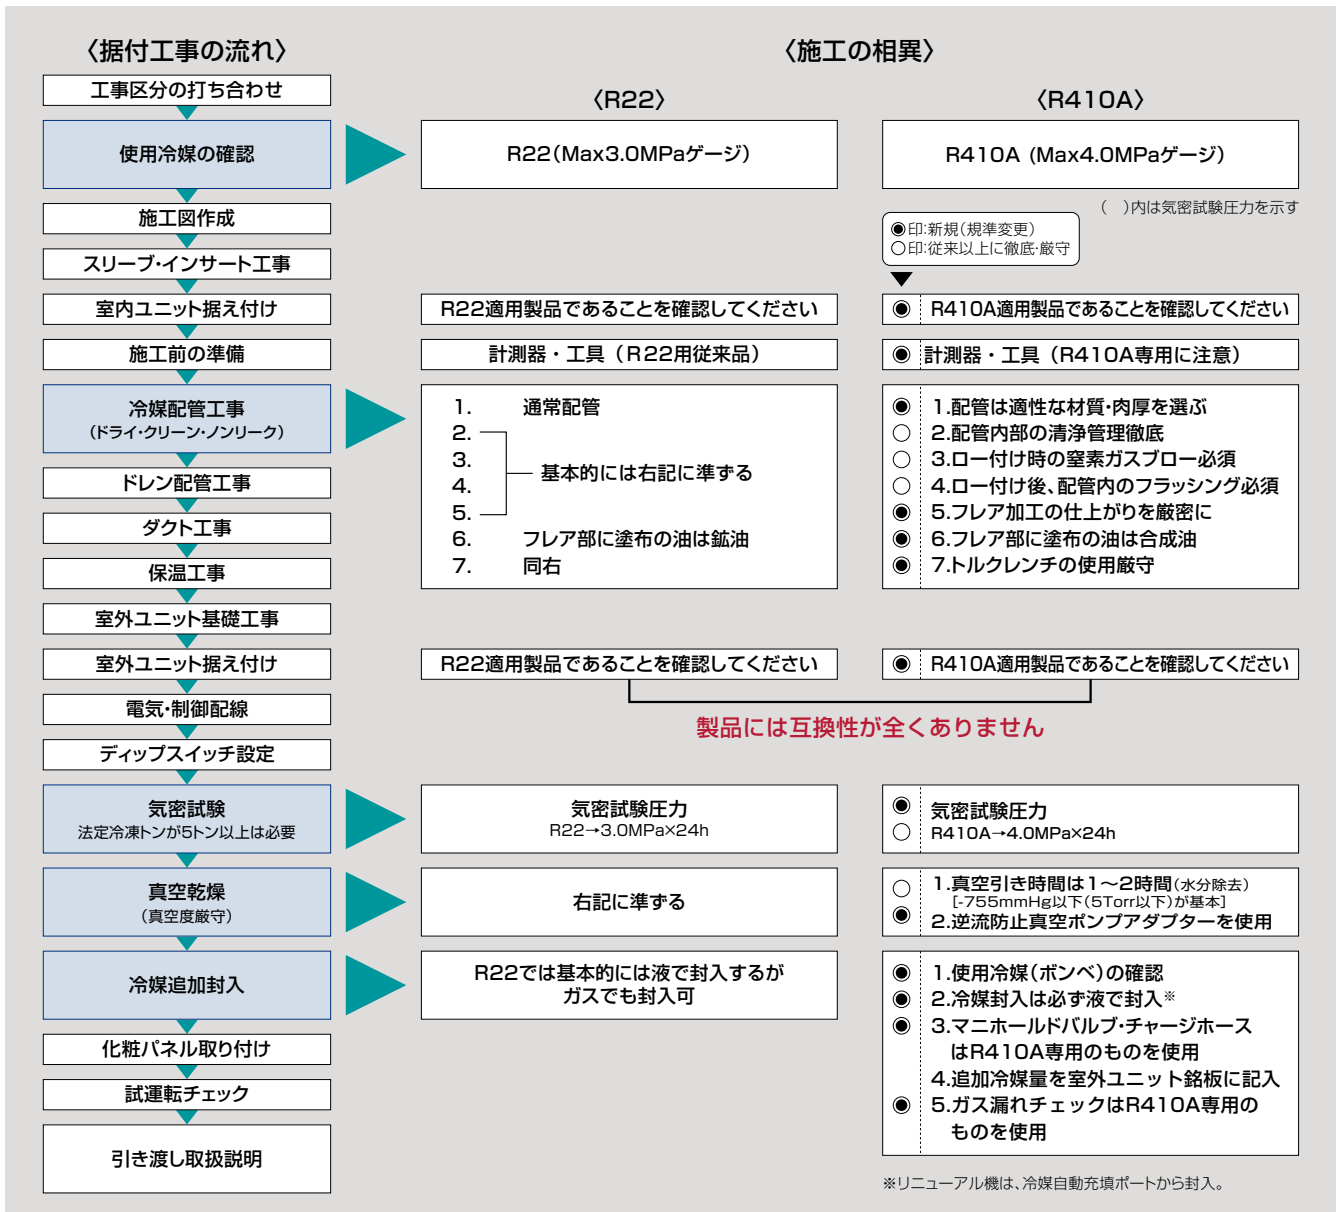 〈据付工事の流れ〉
工事区分の打ち合わせ
使用冷媒の確認
施工図作成
スリーブ･インサート工事
室内ユニット据え付け
施工前の準備
冷媒配管工事
(ドライ･クリーン･ノンリーク)
ドレン配管工事
ダクト工事
保温工事
室外ユニット基礎工事
室外ユニット据え付け
電気･制御配線
ディップスイッチ設定
気密試験
法定冷凍トンが5トン以上は必要
真空乾燥
(真空度厳守)
冷媒追加封入
化粧パネル取り付け
試運転チェック
引き渡し取扱説明
〈施工の相異〉
〈R22〉
R22(Max3.0MPaゲージ)
R22適用製品であることを確認してください
計測器・工具(R22用従来品)
1. 通常配管
2.
3.
4.
5.
基本的には右記に準ずる
6. フレア部に塗布の油は鉱油
7. 同右
R22適用製品であることを確認してください
気密試験圧力
R22→3.0MPa×24h
右記に準ずる
R22では基本的には液で封入するが
ガスでも封入可
〈R410A〉
R410A (Max4.0MPaゲージ)
(　)内は気密試験圧力を示す
◉印:新規(規準変更)
○印:従来以上に徹底･厳守
◉ R410A適用製品であることを確認してください
◉ 計測器・工具(R410A専用に注意)
◉ 1.配管は適性な材質･肉厚を選ぶ
○ 2.配管内部の清浄管理徹底
○ 3.ロー付け時の窒素ガスブロー必須
○ 4.ロー付け後、配管内のフラッシング必須
◉ 5.フレア加工の仕上がりを厳密に
◉ 6.フレア部に塗布の油は合成油
◉ 7.トルクレンチの使用厳守
◉ R410A適用製品であることを確認してください
製品には互換性が全くありません
◉ 気密試験圧力
○ R410A→4.0MPa×24h
○ 1.真空引き時間は1～2時間(水分除去)
[-755mmHg以下(5Torr以下)が基本]
◉ 2.逆流防止真空ポンプアダプターを使用
◉ 1.使用冷媒(ボンベ)の確認
◉ 2.冷媒封入は必ず液で封入※
◉ 3.マニホールドバルブ･チャージホース
はR410A専用のものを使用
4.追加冷媒量を室外ユニット銘板に記入
◉ 5.ガス漏れチェックはR410A専用の
ものを使用
※リニューアル機は、冷媒自動充填ポートから封入。